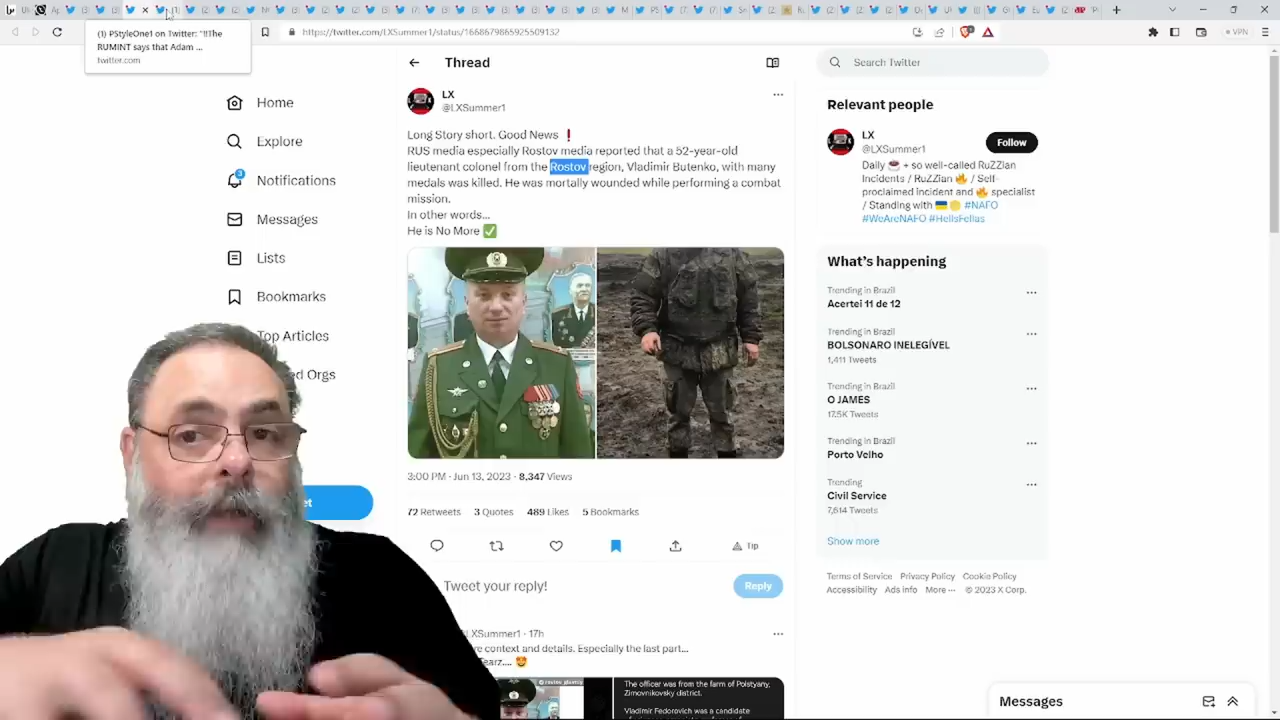 (1) PStyleOne1 on Twitter: "‼The
RUMINT says that Adam ...
twitter.com
https://twitter.com/LXSummer1/status/1668679865925509132
VPN
Home
Explore
3
Notifications
Messages
Lists
Bookmarks
Top Articles
ed Orgs
et
Thread
LX
@LXSummer1
Long Story short. Good News ❗
RUS media especially Rostov media reported that a 52-year-old
lieutenant colonel from the Rostov region, Vladimir Butenko, with many
medals was killed. He was mortally wounded while performing a combat
mission.
In other words...
He is No More ✅
3:00 PM · Jun 13, 2023 · 8,347 Views
72 Retweets 3 Quotes 489 Likes 5 Bookmarks
Tip
Tweet your reply!
Reply
LXSummer1 · 17h
re context and details. Especially the last part...
Tearz.... 😍
The officer was from the farm of Polstyany,
Zimovnikovsky district.
Vladimir Fedorovich was a candidate
Search Twitter
Relevant people
LX
@LXSummer1
Follow
Daily ☕ + so well-called RuZZian
Incidents / RuZZian 🔥 / Self-
proclaimed incident and 🔥 specialist
/ Standing with 🇺🇦 ✊ #NAFO
#WeAreNAFO #HellsFellas
What's happening
Trending in Brazil
Acertei 11 de 12
Trending in Brazil
BOLSONARO INELEGÍVEL
1,411 Tweets
Trending in Brazil
O JAMES
17.5K Tweets
Trending in Brazil
Porto Velho
Trending
Civil Service
7,614 Tweets
Show more
Terms of Service Privacy Policy Cookie Policy
Accessibility Ads info More ··· © 2023 X Corp.
Messages